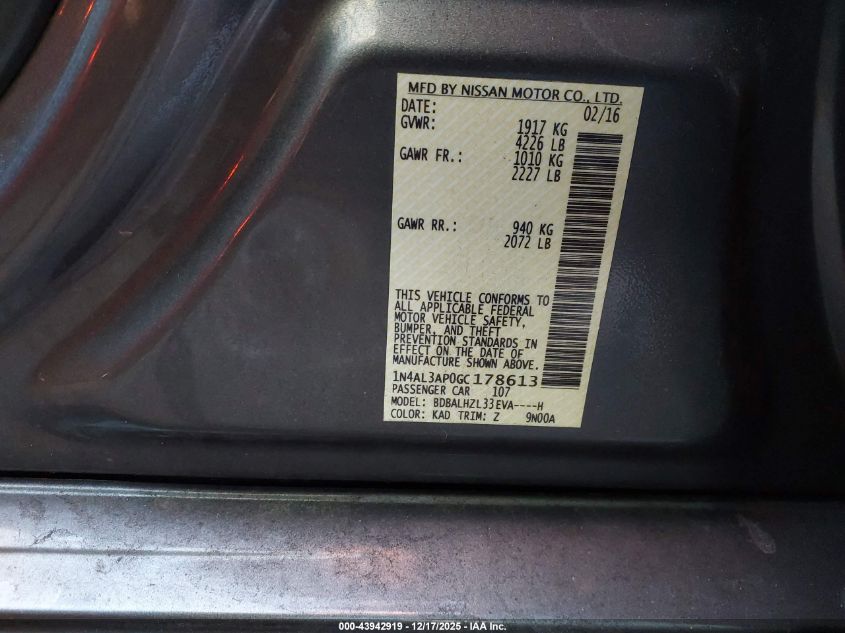 MFD BY NISSAN MOTOR CO., LTD.
DATE: 02/16
GVWR: 1917 KG
4226 LB
GAWR FR.: 1010 KG
2227 LB
GAWR RR.: 940 KG
2072 LB
THIS VEHICLE CONFORMS TO
ALL APPLICABLE FEDERAL
MOTOR VEHICLE SAFETY,
BUMPER, AND THEFT
PREVENTION STANDARDS IN
EFFECT ON THE DATE OF
MANUFACTURE SHOWN ABOVE.
1N4AL3AP0GC178613
PASSENGER CAR 107
MODEL: BDBALHZL33EVA----H
COLOR: KAD TRIM: Z 9N00A
000-43942919 - 12/17/2025 - IAA Inc.